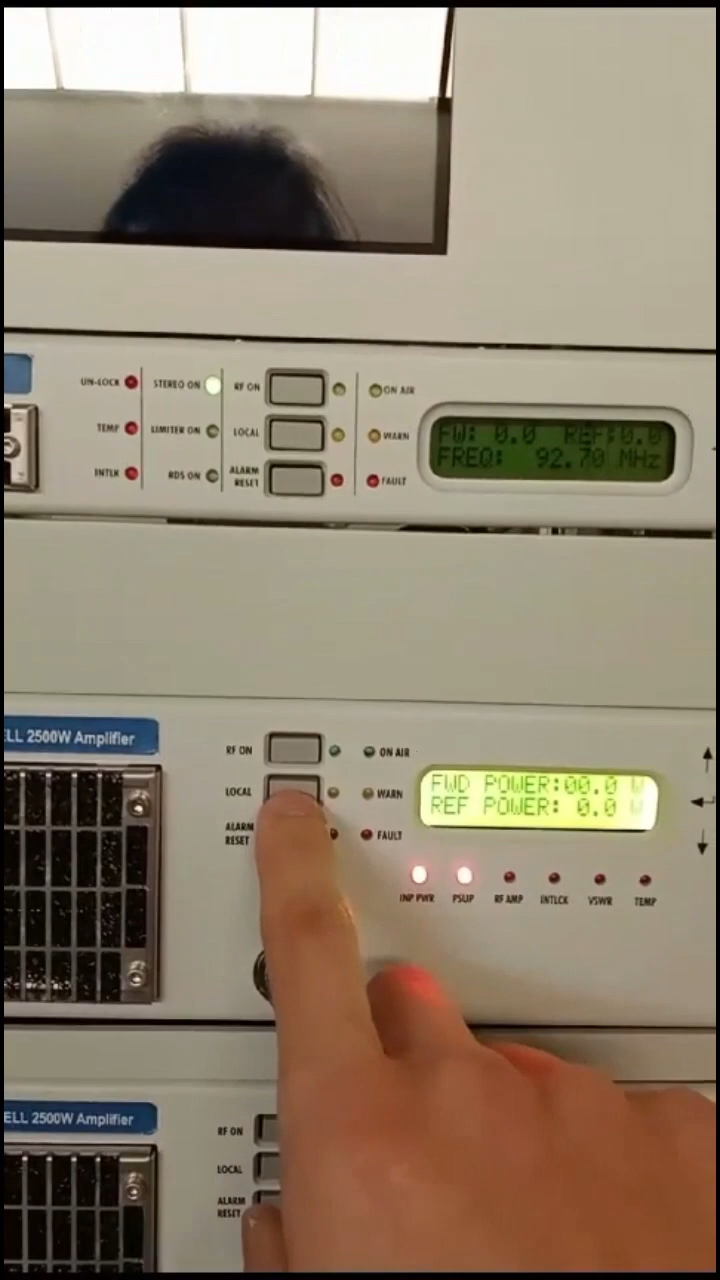 UN-LOCK
STEREO ON
RF ON
ON AIR
TEMP
LIMITER ON
LOCAL
WARN
INTLK
RDS ON
ALARM
RESET
FAULT
FW: 0.0 REF:0.0
FREQ: 92.70 MHz
ELL 2500W Amplifier
RF ON
ON AIR
LOCAL
WARN
ALARM
RESET
FAULT
FWD POWER:00.0 W
REF POWER: 0.0 W
INP PWR
PSUP
RF AMP
INTLCK
VSWR
TEMP
ELL 2500W Amplifier
RF ON
LOCAL
ALARM
RESET